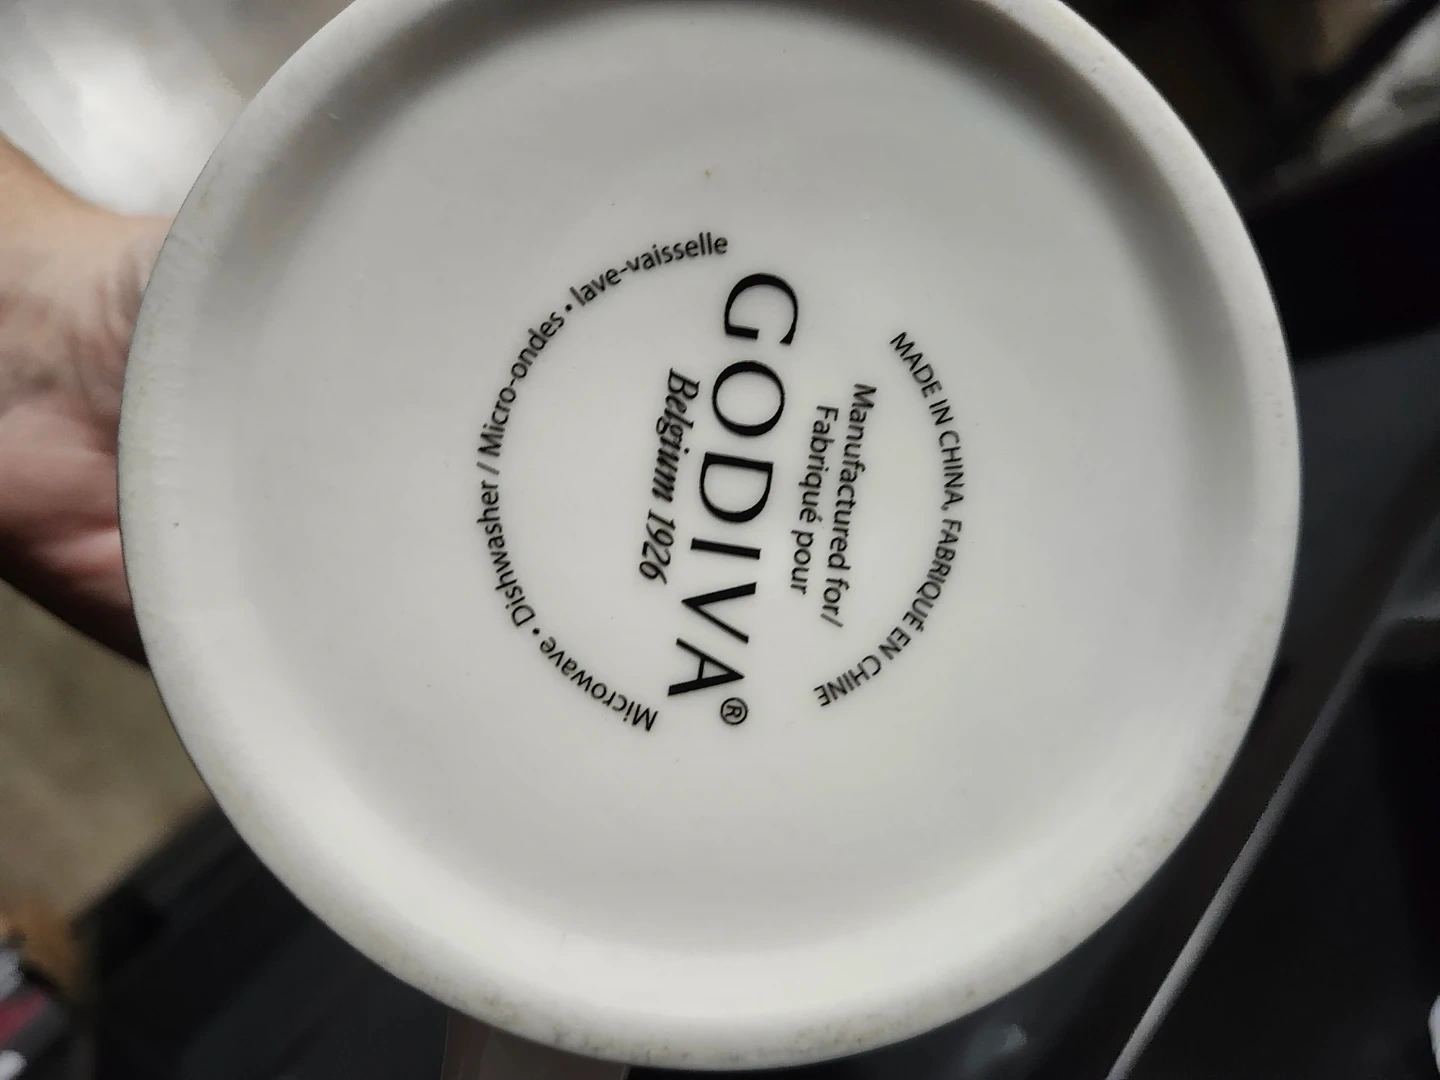 MADE IN CHINA, FABRIQUÉ EN CHINE
Manufactured for/
Fabriqué pour
GODIVA®
Belgium 1926
Microwave • Dishwasher / Micro-ondes • lave-vaisselle